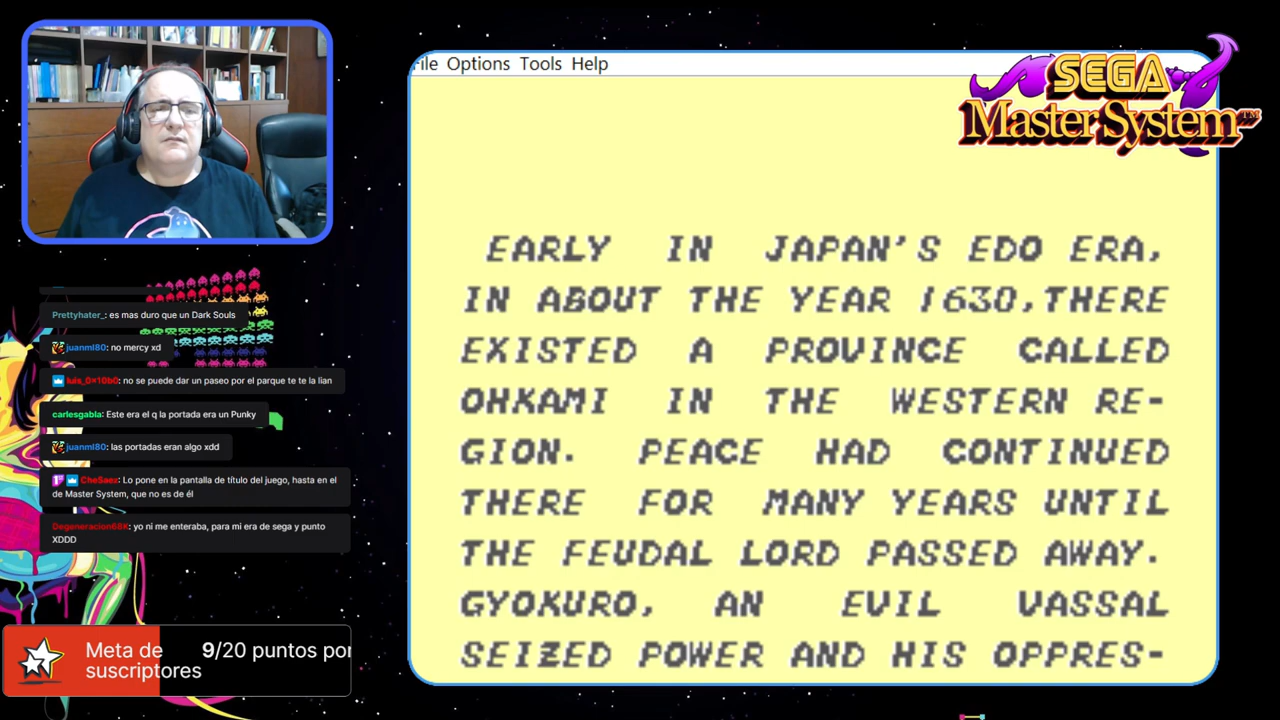 File Options Tools Help
SEGA
Master System™
EARLY IN JAPAN'S EDO ERA,
IN ABOUT THE YEAR 1630,THERE
EXISTED A PROVINCE CALLED
OHKAMI IN THE WESTERN RE-
GION. PEACE HAD CONTINUED
THERE FOR MANY YEARS UNTIL
THE FEUDAL LORD PASSED AWAY.
GYOKURO, AN EVIL VASSAL
SEIZED POWER AND HIS OPPRES-
Prettyhater_: es mas duro que un Dark Souls
juanml80: no mercy xd
luis_0x10b0: no se puede dar un paseo por el parque te te la lian
carlesgabla: Este era el q la portada era un Punky
juanml80: las portadas eran algo xdd
CheSaez: Lo pone en la pantalla de título del juego, hasta en el
de Master System, que no es de él
Degeneracion68K: yo ni me enteraba, para mi era de sega y punto
XDDD
Meta de
suscriptores
9/20 puntos por